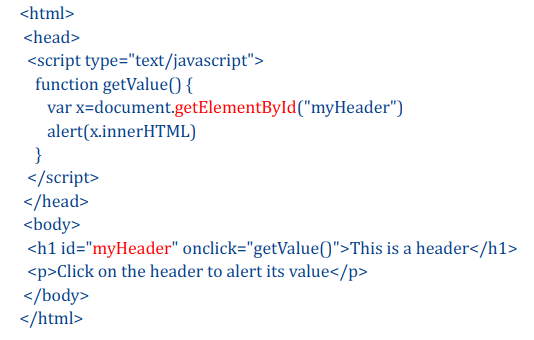 <html>
<head>
<script type="text/javascript">
function getValue() {
var x=document.getElementById("myHeader")
alert(x.innerHTML)
}
</script>
</head>
<body>
<h1 id="myHeader" onclick="getValue()">This is a header</h1>
<p>Click on the header to alert its value</p>
</body>
</html>